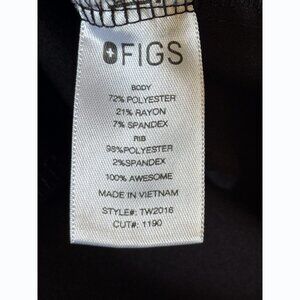 FIGS
BODY
72% POLYESTER
21% RAYON
7% SPANDEX
RIB
98%POLYESTER
2%SPANDEX
100% AWESOME
MADE IN VIETNAM
STYLE#: TW2016
CUT#: 1190